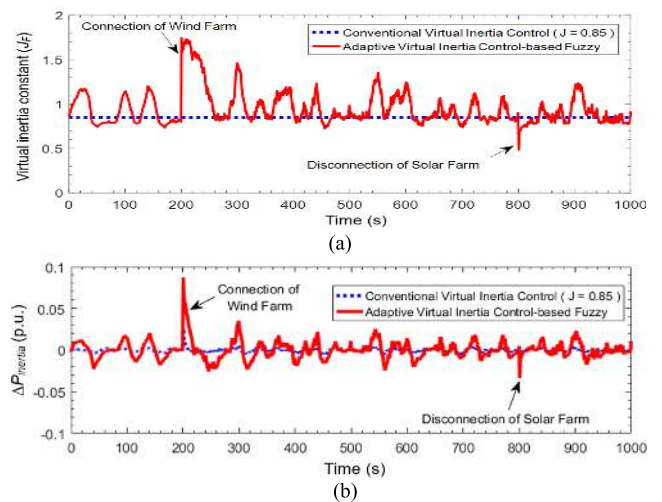 Connection of Wind Farm
Conventional Virtual Inertia Control ( J = 0.85 )
Adaptive Virtual Inertia Control-based Fuzzy
Virtual inertia constant (JF)
2
1.5
1
0.5
0
Disconnection of Solar Farm
0 100 200 300 400 500 600 700 800 900 1000
Time (s)
(a)
0.1
0.05
0
-0.05
-0.1
ΔPInertia (p.u.)
Connection of
Wind Farm
Conventional Virtual Inertia Control ( J = 0.85 )
Adaptive Virtual Inertia Control-based Fuzzy
Disconnection of Solar Farm
0 100 200 300 400 500 600 700 800 900 1000
Time (s)
(b)